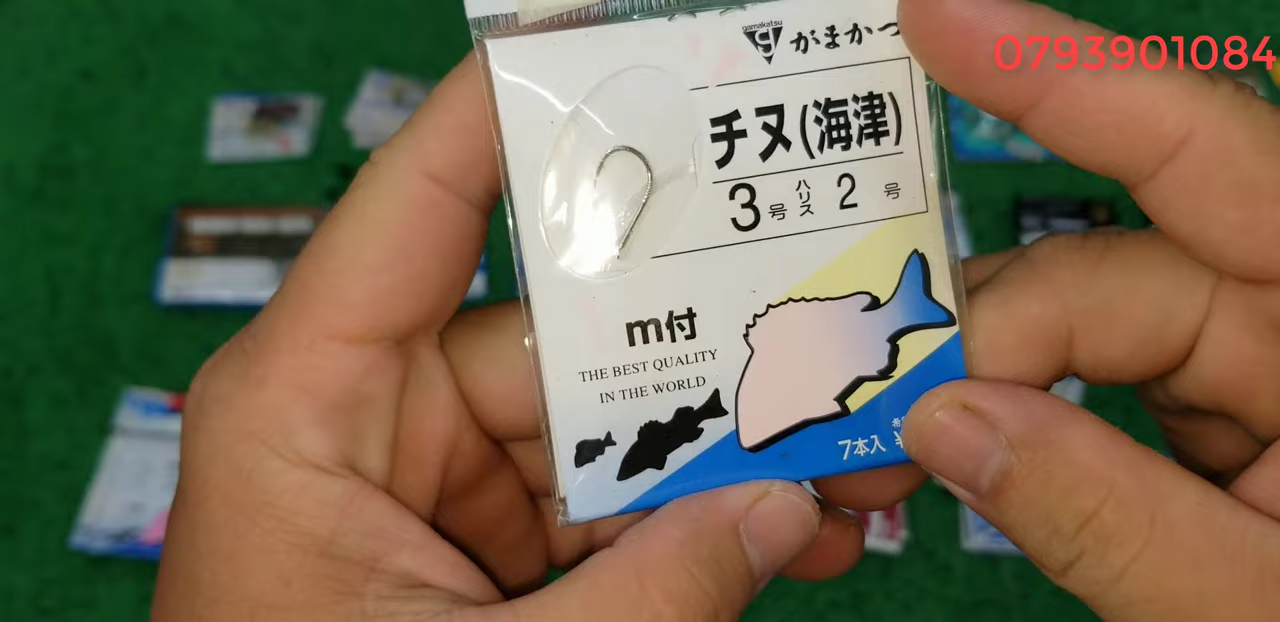 0793901084
gamakatsu
がまかつ
チヌ(海津)
3号 ハリス 2号
m付
THE BEST QUALITY
IN THE WORLD
7本入